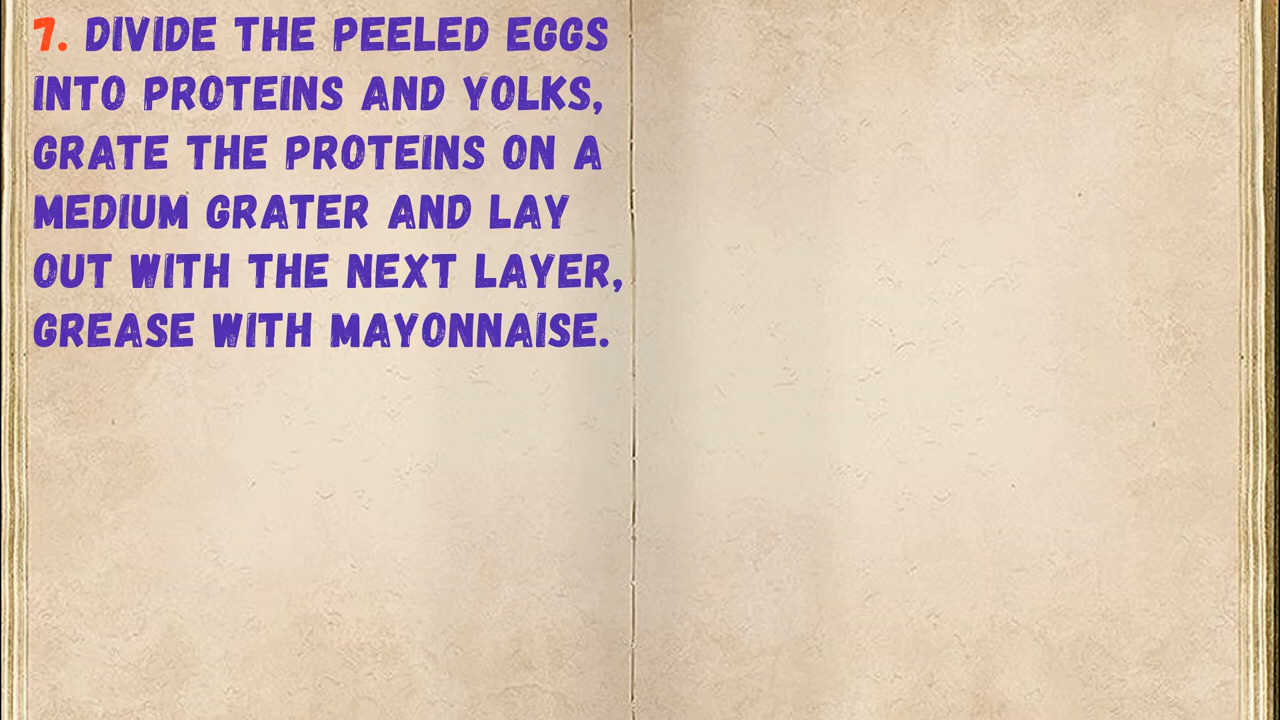 7. DIVIDE THE PEELED EGGS
INTO PROTEINS AND YOLKS,
GRATE THE PROTEINS ON A
MEDIUM GRATER AND LAY
OUT WITH THE NEXT LAYER,
GREASE WITH MAYONNAISE.